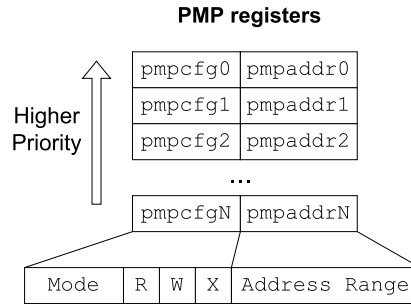 PMP registers
Higher
Priority
pmpcfg0 pmpaddr0
pmpcfg1 pmpaddr1
pmpcfg2 pmpaddr2
...
pmpcfgN pmpaddrN
Mode R W X Address Range